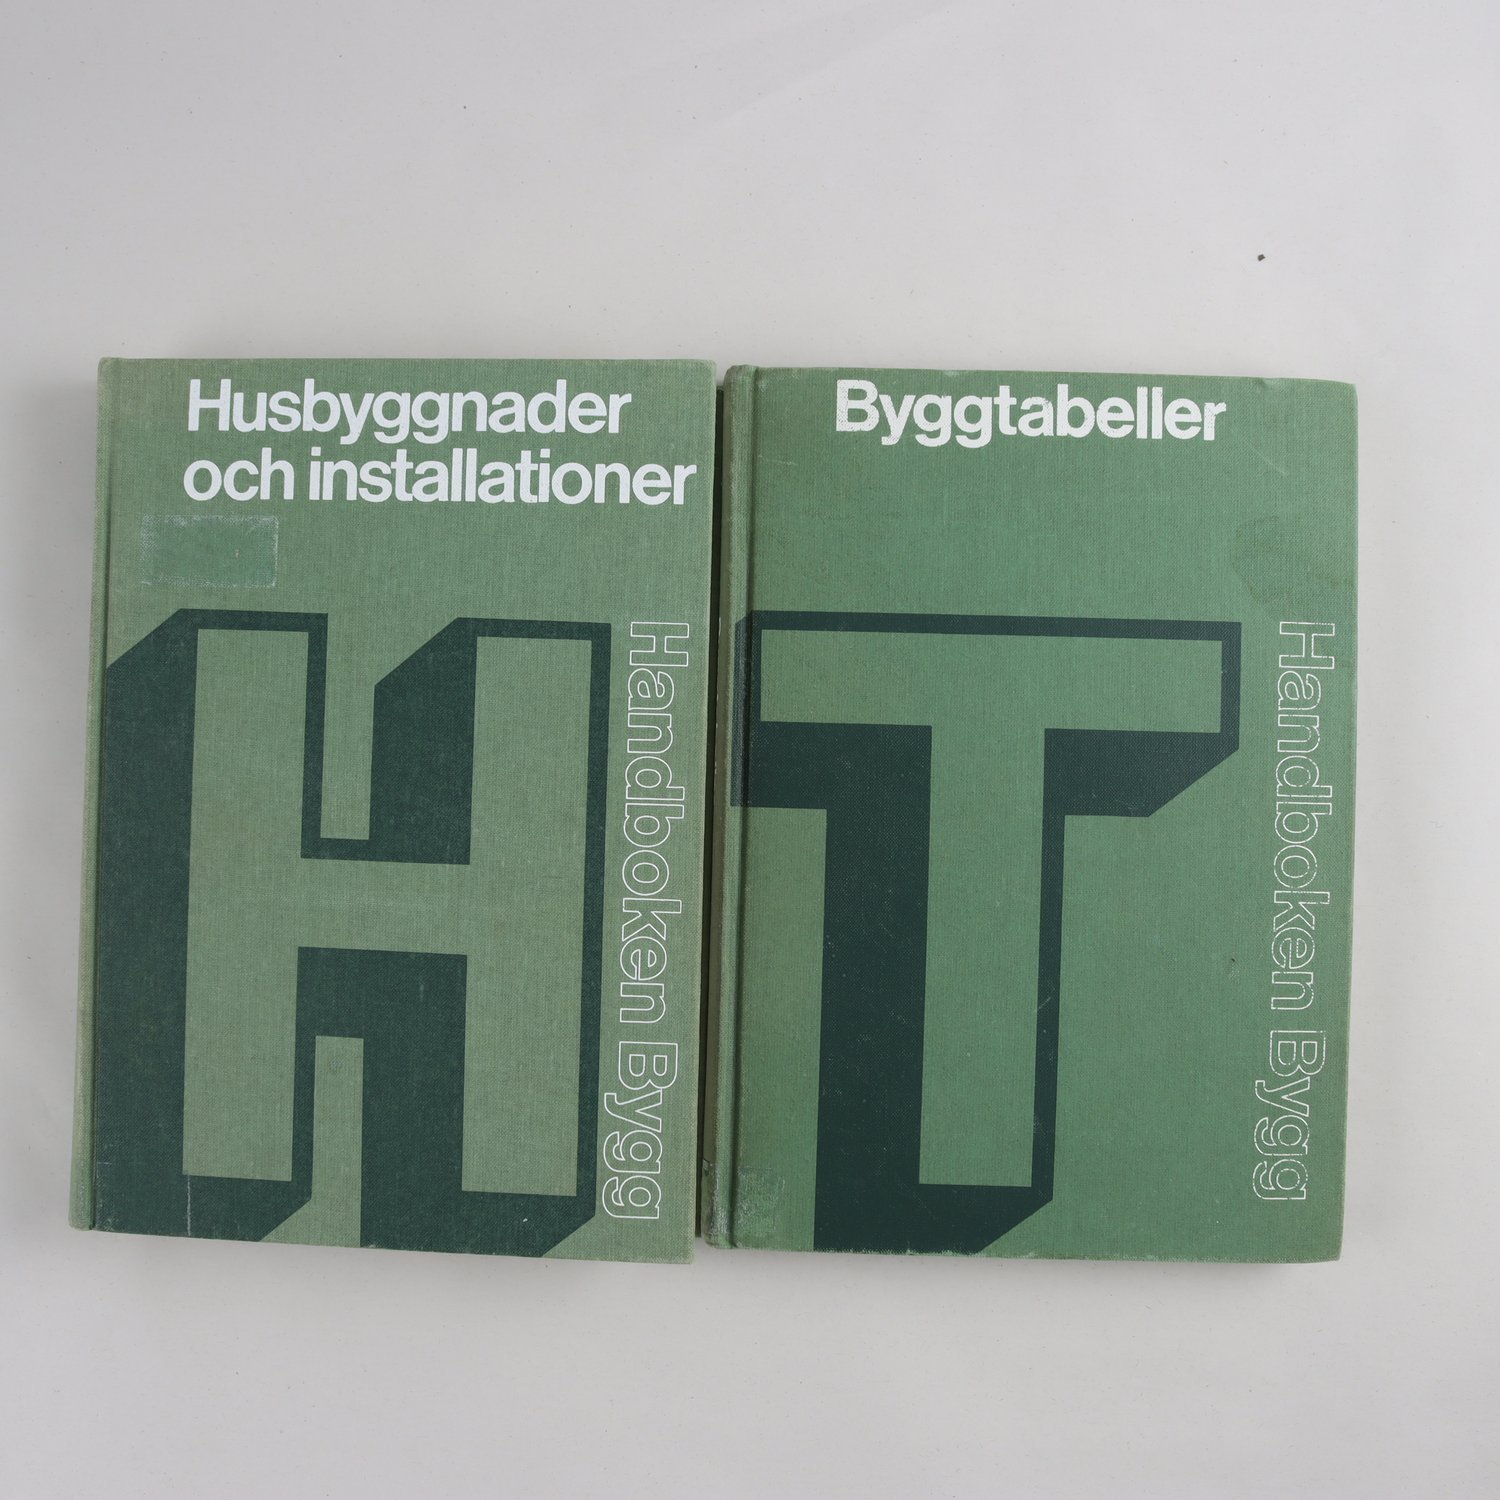 Husbyggnader
och installationer
H
Handboken Bygg
Byggtabeller
T
Handboken Bygg